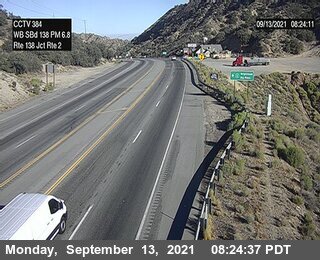 CCTV 384
WB SBd 138 PM 6.8
Rte 138 Jct Rte 2
09/13/2021 08:24:11
Monday, September 13, 2021 08:24:37 PDT